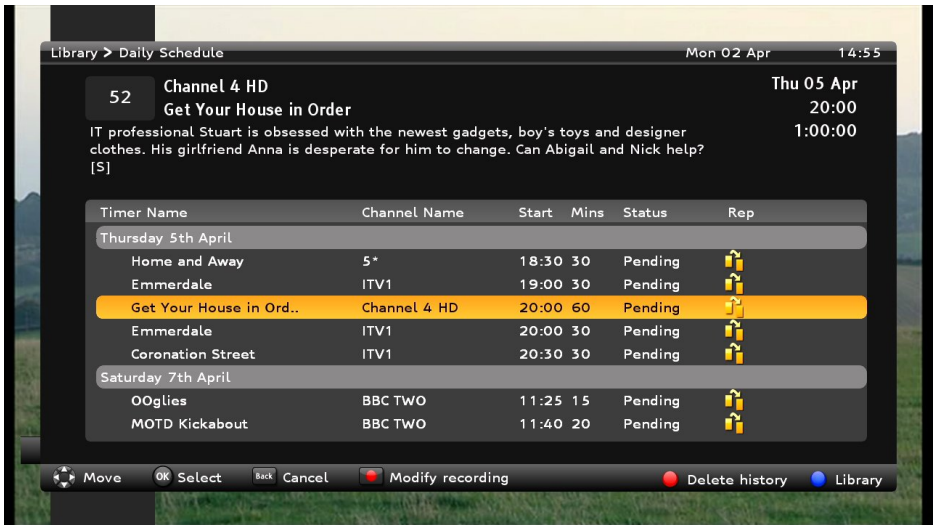 Library > Daily Schedule Mon 02 Apr 14:55
52 Channel 4 HD Thu 05 Apr
Get Your House in Order 20:00
IT professional Stuart is obsessed with the newest gadgets, boy's toys and designer 1:00:00
clothes. His girlfriend Anna is desperate for him to change. Can Abigail and Nick help?
[S]
Timer Name Channel Name Start Mins Status Rep
Thursday 5th April
Home and Away 5* 18:30 30 Pending
Emmerdale ITV1 19:00 30 Pending
Get Your House in Ord.. Channel 4 HD 20:00 60 Pending
Emmerdale ITV1 20:00 30 Pending
Coronation Street ITV1 20:30 30 Pending
Saturday 7th April
OOglies BBC TWO 11:25 15 Pending
MOTD Kickabout BBC TWO 11:40 20 Pending
Move OK Select Back Cancel Modify recording Delete history Library